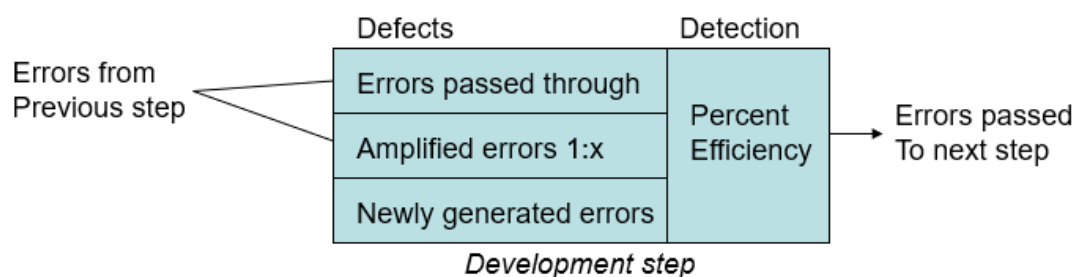 Defects
Detection
Errors from
Previous step
Errors passed through
Amplified errors 1:x
Newly generated errors
Percent
Efficiency
Errors passed
To next step
Development step